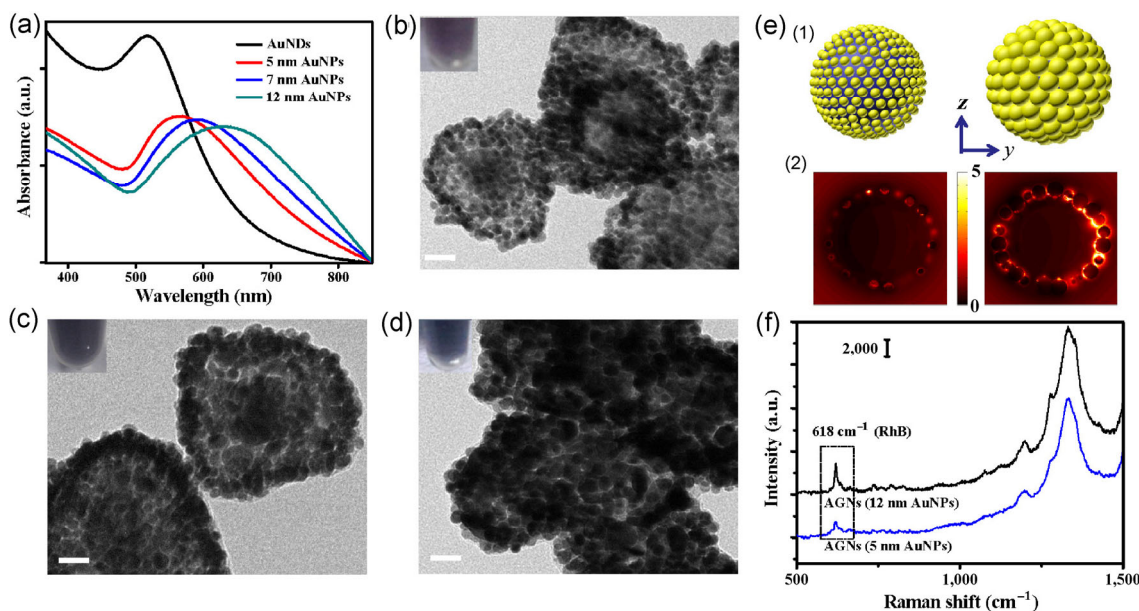 (a)
AuNDs
5 nm AuNPs
7 nm AuNPs
12 nm AuNPs
Absorbance (a.u.)
400 500 600 700 800
Wavelength (nm)
(b)
(e)
(1)
z
y
(2)
5
0
(c)
(d)
(f)
2,000
618 cm⁻¹ (RhB)
AGNs (12 nm AuNPs)
AGNs (5 nm AuNPs)
Intensity (a.u.)
500 1,000 1,500
Raman shift (cm⁻¹)